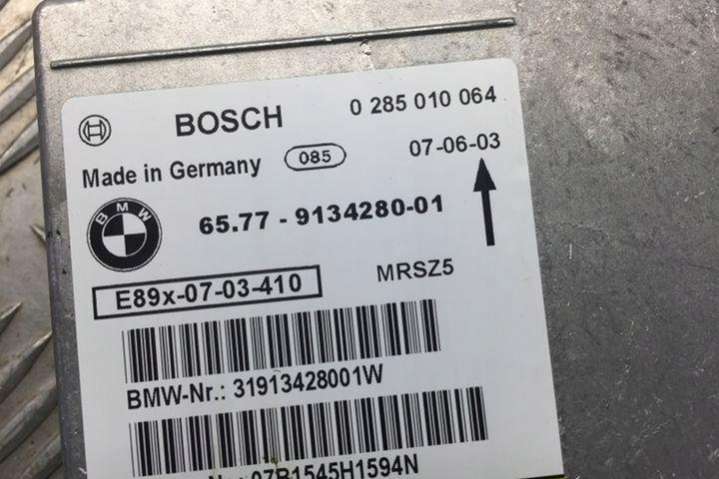 BOSCH 0 285 010 064
Made in Germany 085 07-06-03
BMW 65.77 - 9134280-01
E89x-07-03-410 MRSZ5
BMW-Nr.: 31913428001W
07B1545H1594N